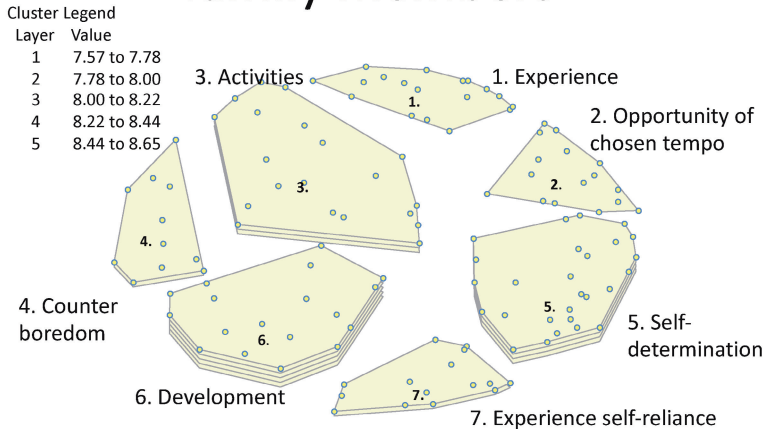 Cluster Legend
Layer Value
1 7.57 to 7.78
2 7.78 to 8.00
3 8.00 to 8.22
4 8.22 to 8.44
5 8.44 to 8.65
3. Activities
1. Experience
1.
2. Opportunity of
chosen tempo
2.
3.
4.
4. Counter
boredom
5.
5. Self-
determination
6.
6. Development
7.
7. Experience self-reliance